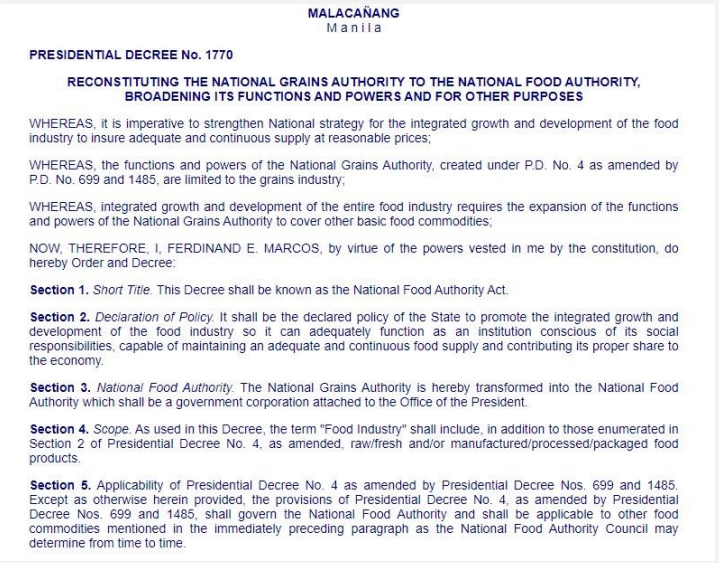 MALACAÑANG
Manila
PRESIDENTIAL DECREE No. 1770
RECONSTITUTING THE NATIONAL GRAINS AUTHORITY TO THE NATIONAL FOOD AUTHORITY,
BROADENING ITS FUNCTIONS AND POWERS AND FOR OTHER PURPOSES
WHEREAS, it is imperative to strengthen National strategy for the integrated growth and development of the food
industry to insure adequate and continuous supply at reasonable prices;
WHEREAS, the functions and powers of the National Grains Authority, created under P.D. No. 4 as amended by
P.D. No. 699 and 1485, are limited to the grains industry;
WHEREAS, integrated growth and development of the entire food industry requires the expansion of the functions
and powers of the National Grains Authority to cover other basic food commodities;
NOW, THEREFORE, I, FERDINAND E. MARCOS, by virtue of the powers vested in me by the constitution, do
hereby Order and Decree:
Section 1. Short Title. This Decree shall be known as the National Food Authority Act.
Section 2. Declaration of Policy. It shall be the declared policy of the State to promote the integrated growth and
development of the food industry so it can adequately function as an institution conscious of its social
responsibilities, capable of maintaining an adequate and continuous food supply and contributing its proper share to
the economy.
Section 3. National Food Authority. The National Grains Authority is hereby transformed into the National Food
Authority which shall be a government corporation attached to the Office of the President.
Section 4. Scope. As used in this Decree, the term "Food Industry" shall include, in addition to those enumerated in
Section 2 of Presidential Decree No. 4, as amended, raw/fresh and/or manufactured/processed/packaged food
products.
Section 5. Applicability of Presidential Decree No. 4 as amended by Presidential Decree Nos. 699 and 1485.
Except as otherwise herein provided, the provisions of Presidential Decree No. 4, as amended by Presidential
Decree Nos. 699 and 1485, shall govern the National Food Authority and shall be applicable to other food
commodities mentioned in the immediately preceding paragraph as the National Food Authority Council may
determine from time to time.